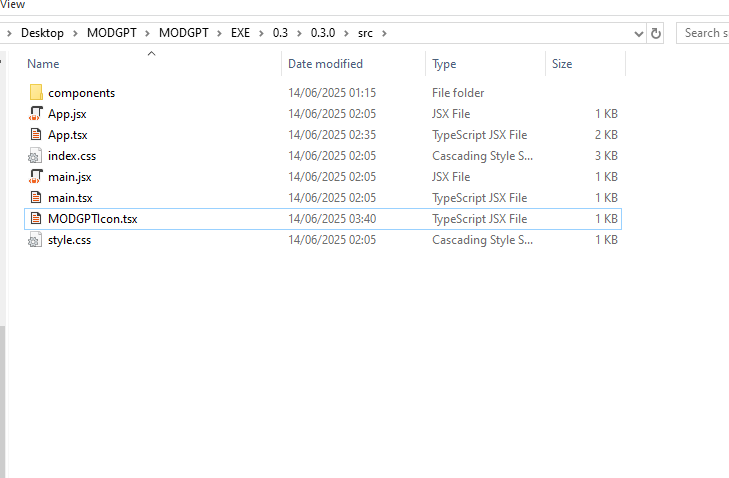 View
Desktop > MODGPT > MODGPT > EXE > 0.3 > 0.3.0 > src >
Search s
Name Date modified Type Size
components 14/06/2025 01:15 File folder
App.jsx 14/06/2025 02:05 JSX File 1 KB
App.tsx 14/06/2025 02:35 TypeScript JSX File 2 KB
index.css 14/06/2025 02:05 Cascading Style S... 3 KB
main.jsx 14/06/2025 02:05 JSX File 1 KB
main.tsx 14/06/2025 02:05 TypeScript JSX File 1 KB
MODGPTIcon.tsx 14/06/2025 03:40 TypeScript JSX File 1 KB
style.css 14/06/2025 02:05 Cascading Style S... 1 KB